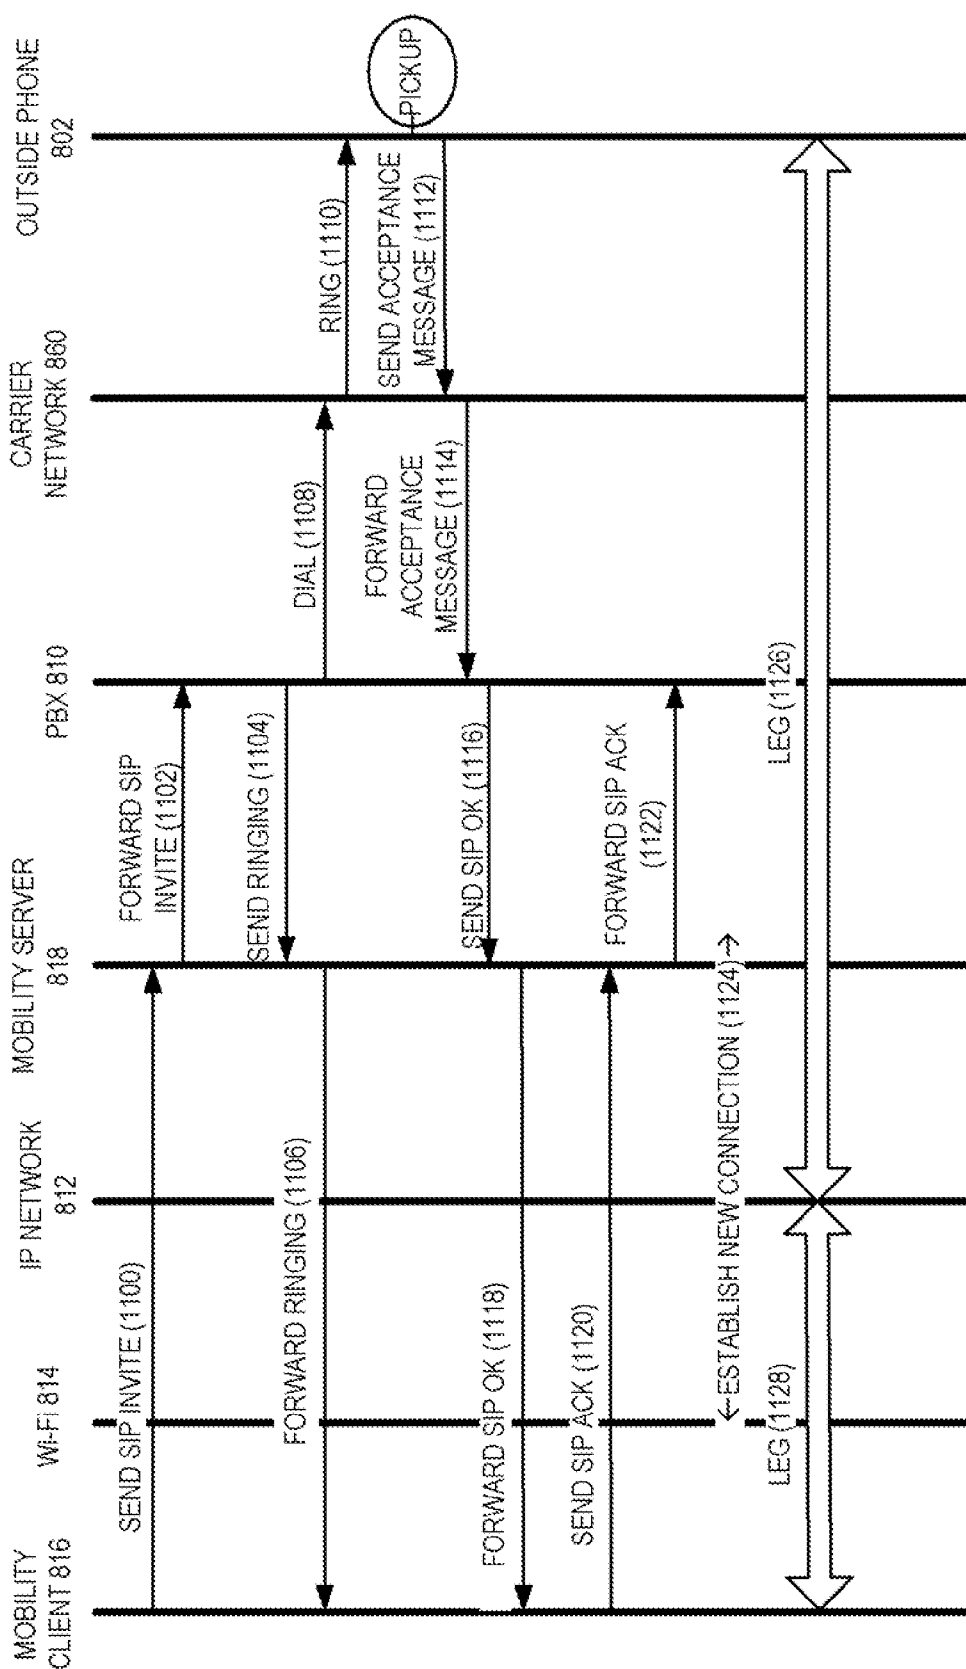 MOBILITY
CLIENT 816
WI-FI 814
IP NETWORK
812
MOBILITY SERVER
818
PBX 810
CARRIER
NETWORK 860
OUTSIDE PHONE
802
SEND SIP INVITE (1100)
FORWARD SIP
INVITE (1102)
SEND RINGING (1104)
FORWARD RINGING (1106)
DIAL (1108)
RING (1110)
PICKUP
SEND ACCEPTANCE
MESSAGE (1112)
FORWARD
ACCEPTANCE
MESSAGE (1114)
SEND SIP OK (1116)
FORWARD SIP OK (1118)
SEND SIP ACK (1120)
FORWARD SIP ACK
(1122)
ESTABLISH NEW CONNECTION (1124)
LEG (1128)
LEG (1126)